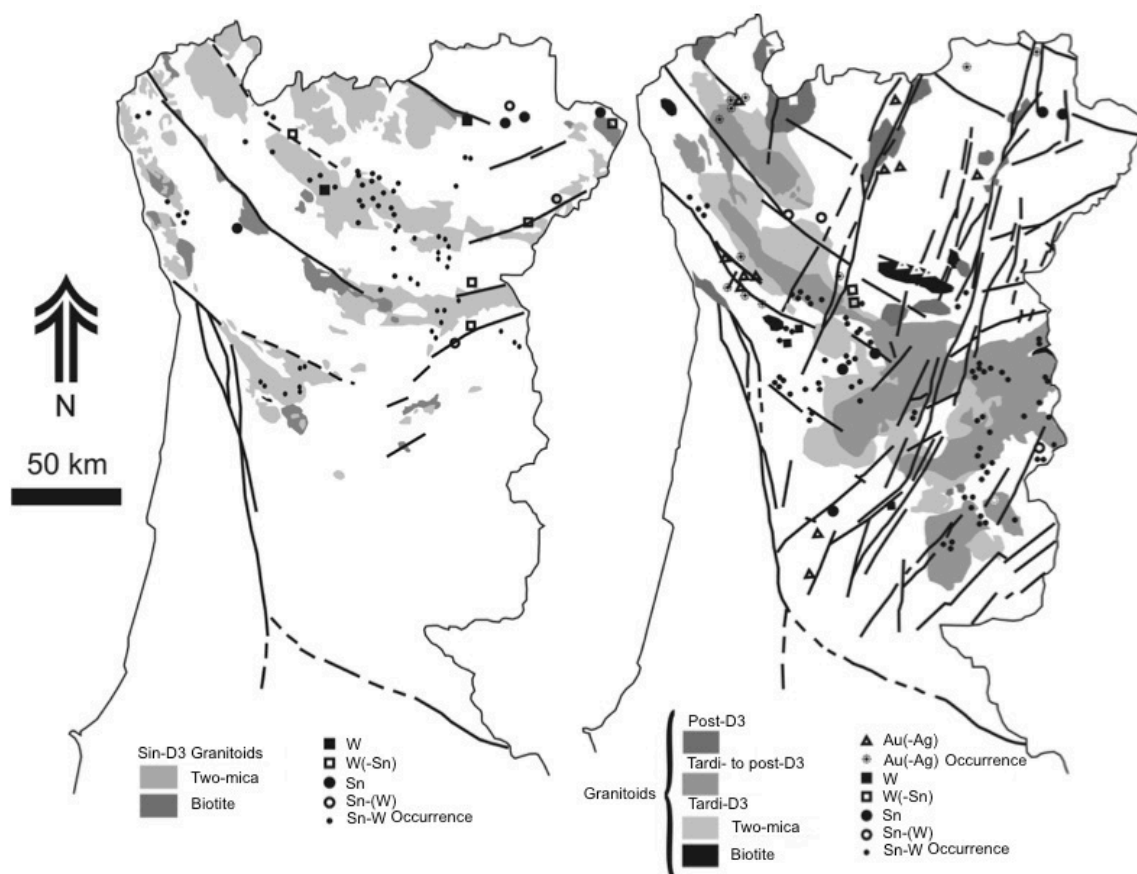 N
50 km
Sin-D3 Granitoids
Two-mica
Biotite
W
W(-Sn)
Sn
Sn-(W)
Sn-W Occurrence
Granitoids
Post-D3
Tardi- to post-D3
Tardi-D3
Two-mica
Biotite
Au(-Ag)
Au(-Ag) Occurrence
W
W(-Sn)
Sn
Sn-(W)
Sn-W Occurrence